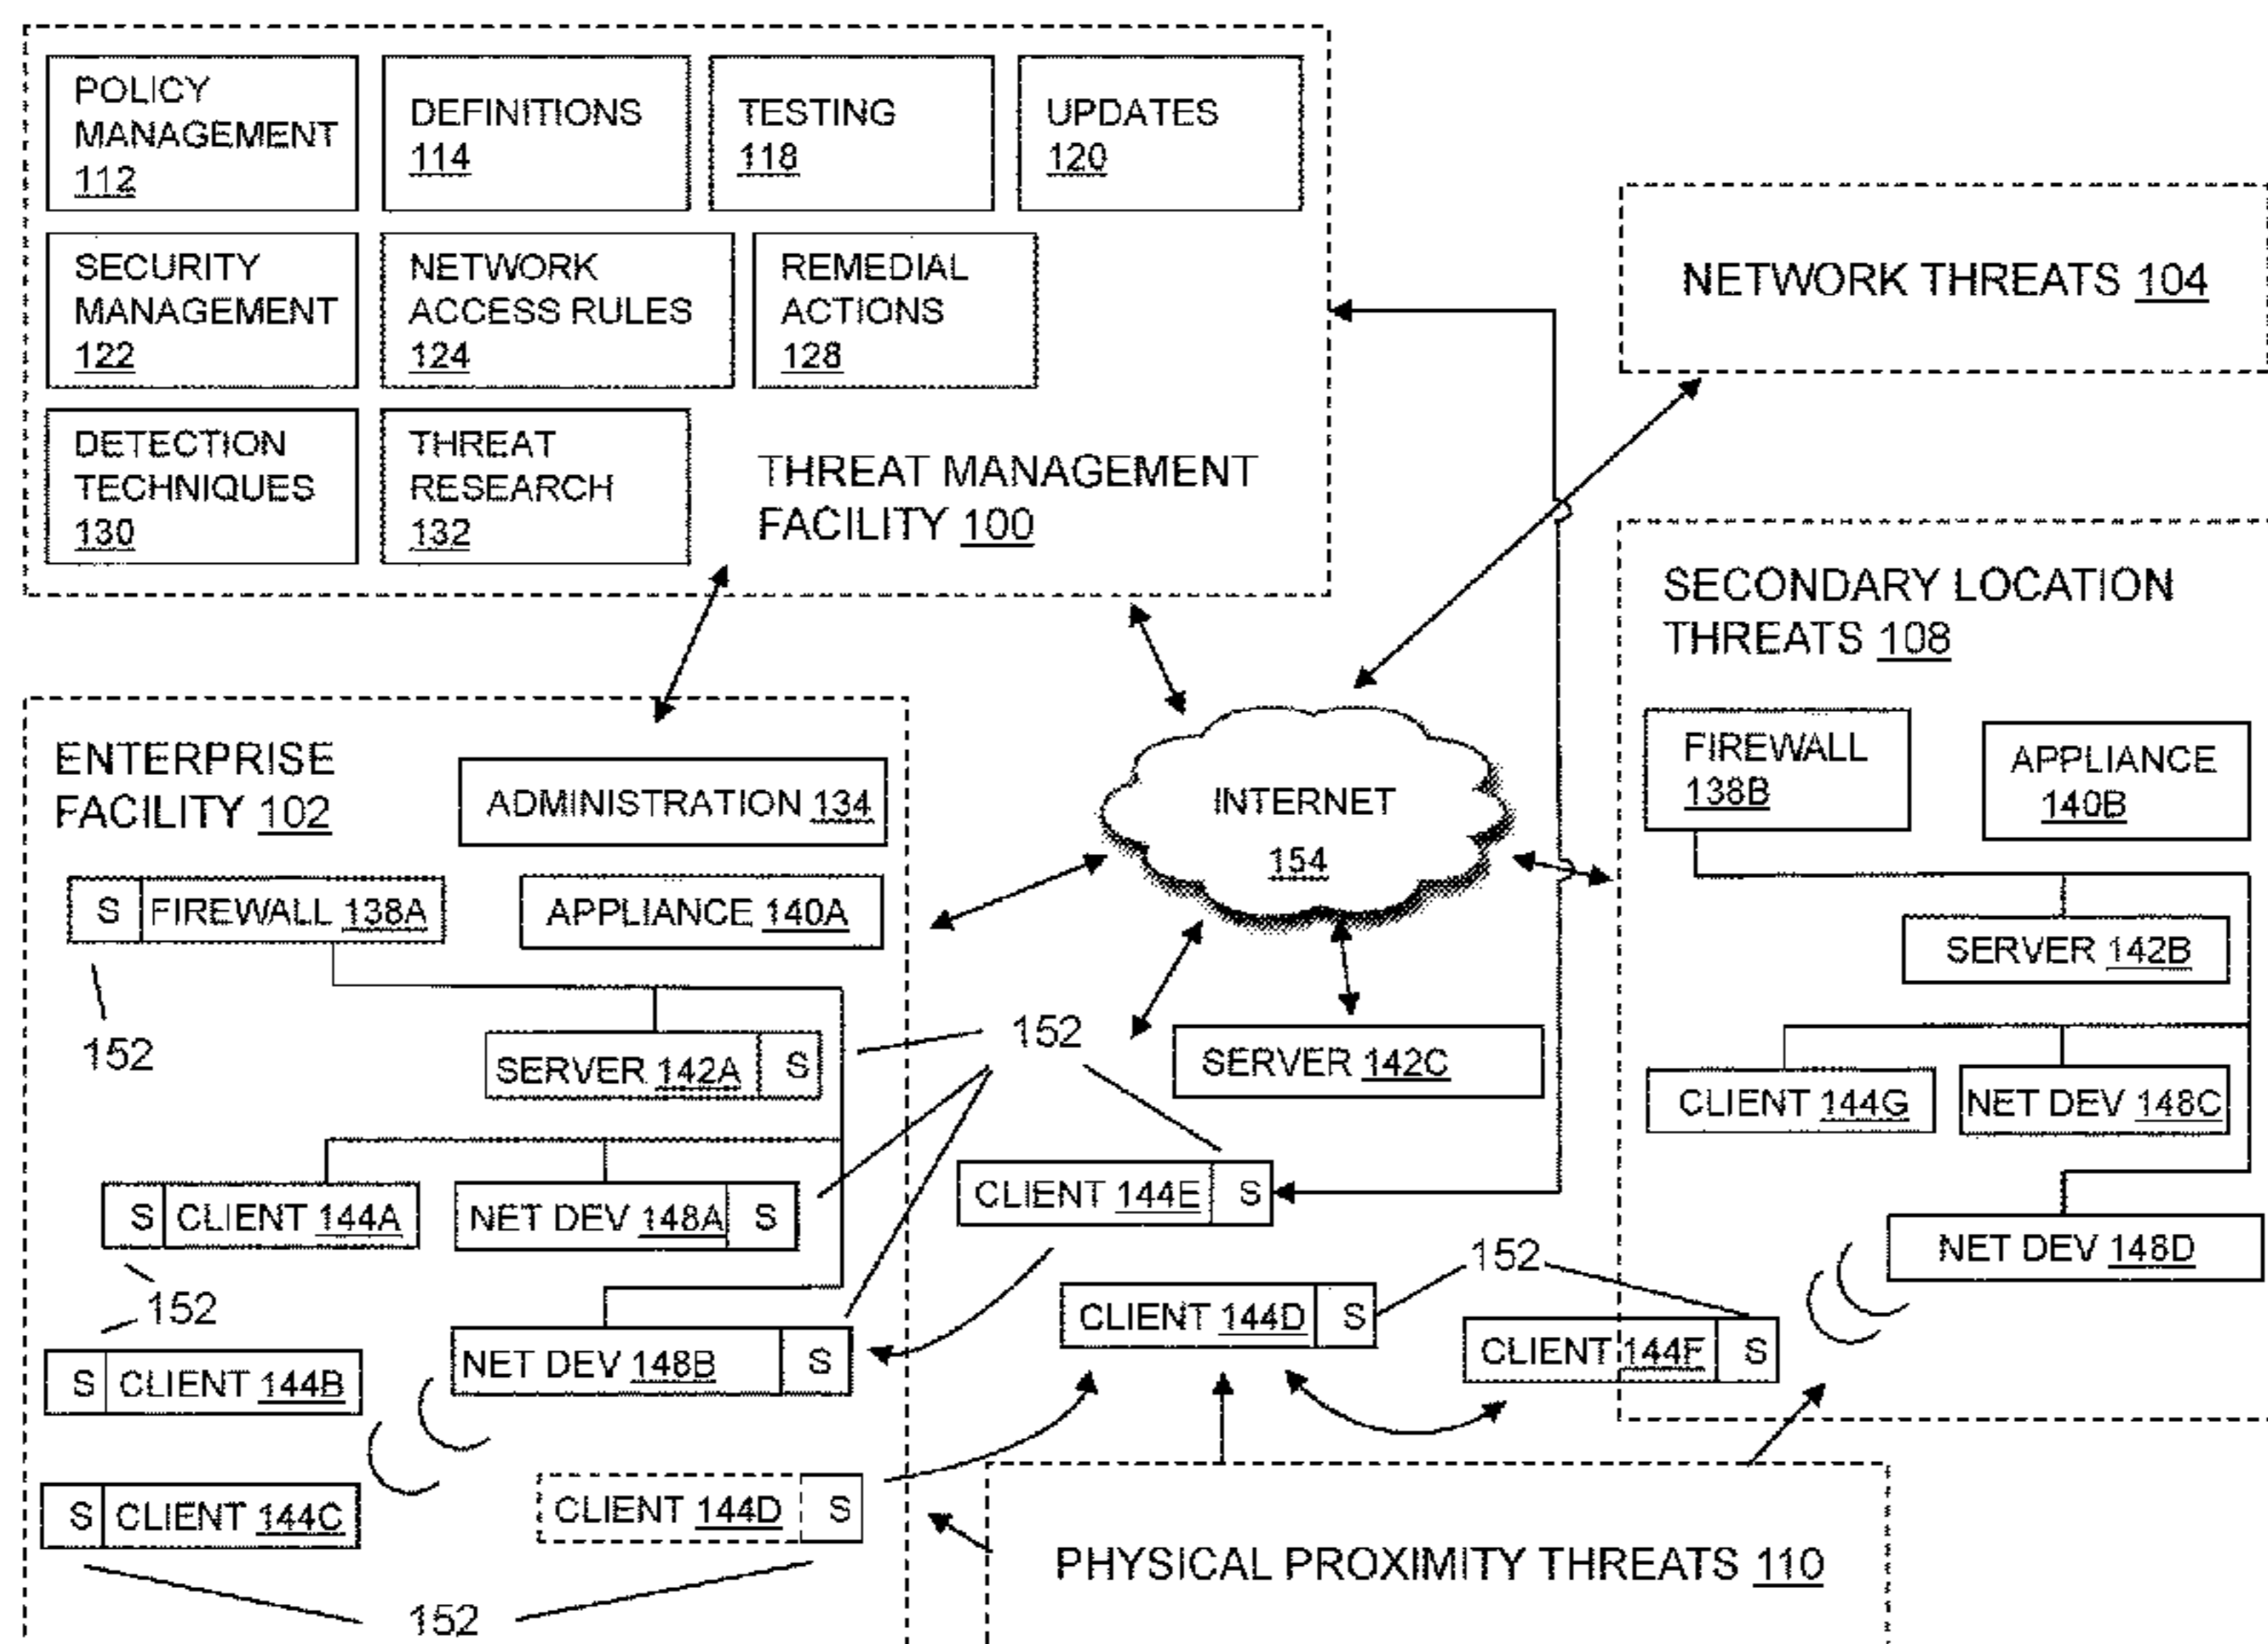 POLICY
MANAGEMENT
112
DEFINITIONS
114
TESTING
118
UPDATES
120
SECURITY
MANAGEMENT
122
NETWORK
ACCESS RULES
124
REMEDIAL
ACTIONS
128
DETECTION
TECHNIQUES
130
THREAT
RESEARCH
132
THREAT MANAGEMENT
FACILITY 100
NETWORK THREATS 104
SECONDARY LOCATION
THREATS 108
FIREWALL
138B
APPLIANCE
140B
SERVER 142B
CLIENT 144G
NET DEV 148C
NET DEV 148D
ENTERPRISE
FACILITY 102
ADMINISTRATION 134
S FIREWALL 138A
APPLIANCE 140A
152
SERVER 142A S
S CLIENT 144A
NET DEV 148A S
152
S CLIENT 144B
NET DEV 148B S
S CLIENT 144C
CLIENT 144D S
152
INTERNET
154
152
SERVER 142C
CLIENT 144E S
152
CLIENT 144D S
CLIENT 144F S
PHYSICAL PROXIMITY THREATS 110